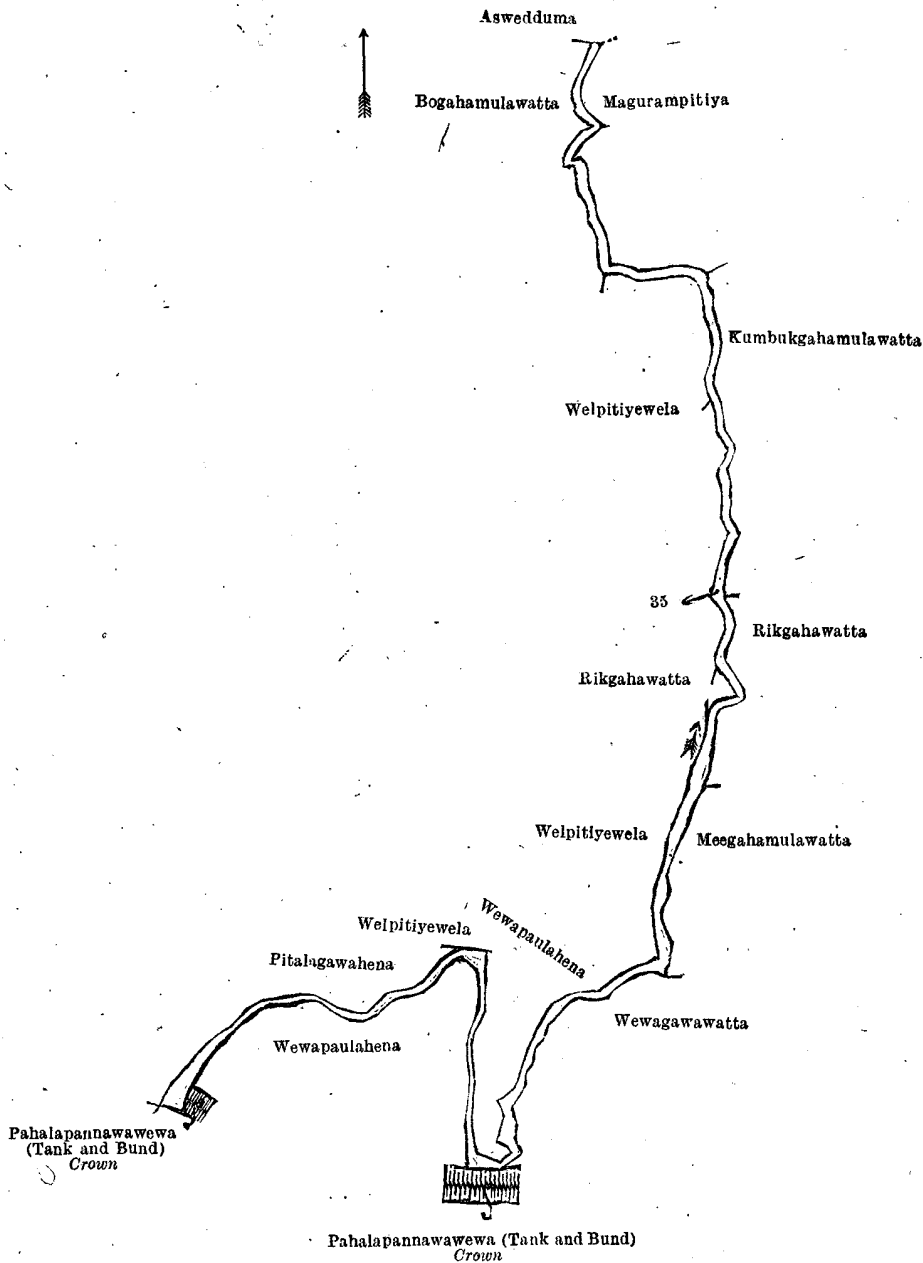 Aswedduma
Bogahamulawatta
Magurampitiya
Kumbukgahamulawatta
Welpitiyewela
35
Rikgahawatta
Rikgahawatta
Welpitiyewela
Meegahamulawatta
Welpitiyewela
Wewapaulahena
Pitalagawahena
Wewagawawatta
Wewapaulahena
Pahalapannawawewa
(Tank and Bund)
Crown
Pahalapannawawewa (Tank and Bund)
Crown